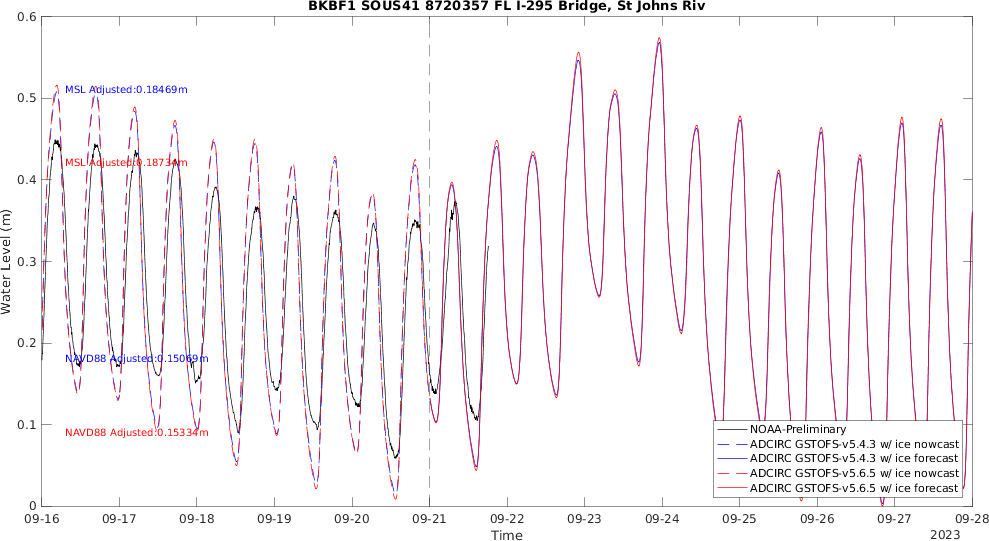 BKBF1 SOUS41 8720357 FL I-295 Bridge, St Johns Riv
0.6
0.5
0.4
0.3
0.2
0.1
0
Water Level (m)
MSL Adjusted:0.18469m
MSL Adjusted:0.18734m
NAVD88 Adjusted:0.15069m
NAVD88 Adjusted:0.15334m
NOAA-Preliminary
ADCIRC GSTOFS-v5.4.3 w/ ice nowcast
ADCIRC GSTOFS-v5.4.3 w/ ice forecast
ADCIRC GSTOFS-v5.6.5 w/ ice nowcast
ADCIRC GSTOFS-v5.6.5 w/ ice forecast
09-16 09-17 09-18 09-19 09-20 09-21 09-22 09-23 09-24 09-25 09-26 09-27 09-28
Time
2023